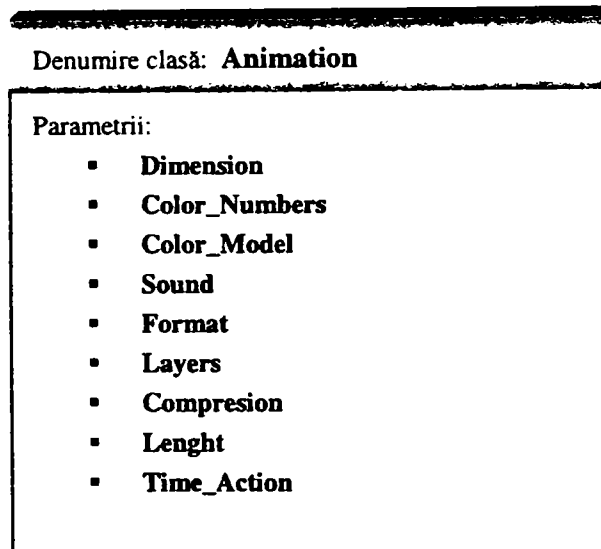 Denumire clasă: Animation
Parametrii:
▪ Dimension
▪ Color_Numbers
▪ Color_Model
▪ Sound
▪ Format
▪ Layers
▪ Compresion
▪ Lenght
▪ Time_Action